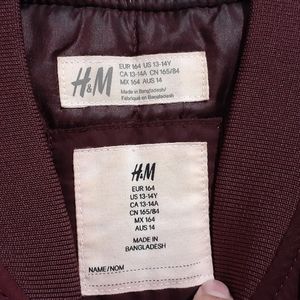 H&M
EUR 164 US 13-14Y
CA 13-14A CN 165/84
MX 164 AUS 14
Made in Bangladesh/
Fabriqué en Bangladesh
H&M
EUR 164
US 13-14Y
CA 13-14A
CN 165/84
MX 164
AUS 14
MADE IN
BANGLADESH
NAME/NOM